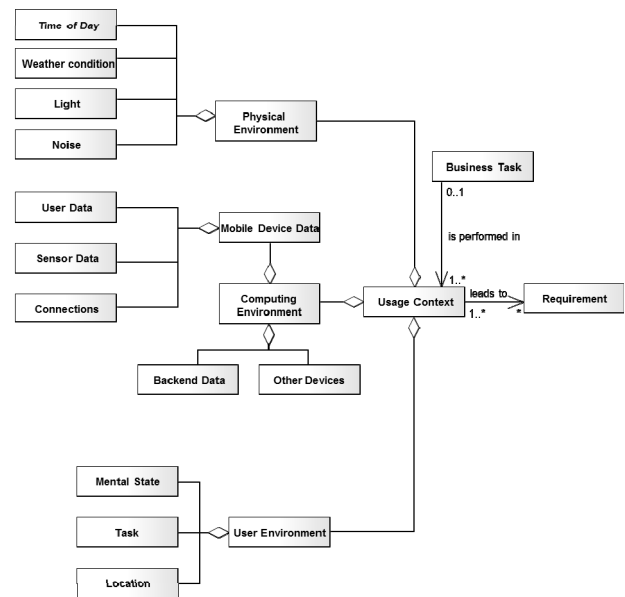 Time of Day
Weather condition
Light
Noise
Physical
Environment
Business Task
0..1
is performed in
1..*
User Data
Sensor Data
Connections
Mobile Device Data
Computing
Environment
Usage Context
leads to
1..*
*
Requirement
Backend Data
Other Devices
Mental State
Task
Location
User Environment